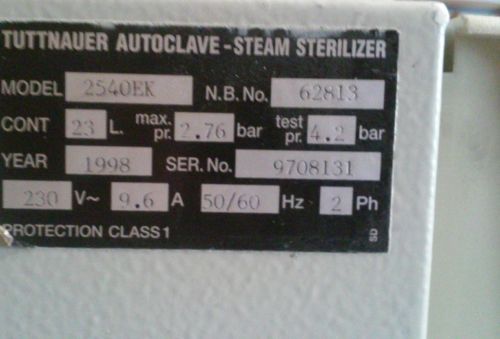 TUTTNAUER AUTOCLAVE-STEAM STERILIZER
MODEL 2540EK N.B.No. 62813
CONT 23 L. max. pr. 2.76 bar test pr. 4.2 bar
YEAR 1998 SER.No. 9708131
230 V~ 9.6 A 50/60 Hz 2 Ph
PROTECTION CLASS 1
SD